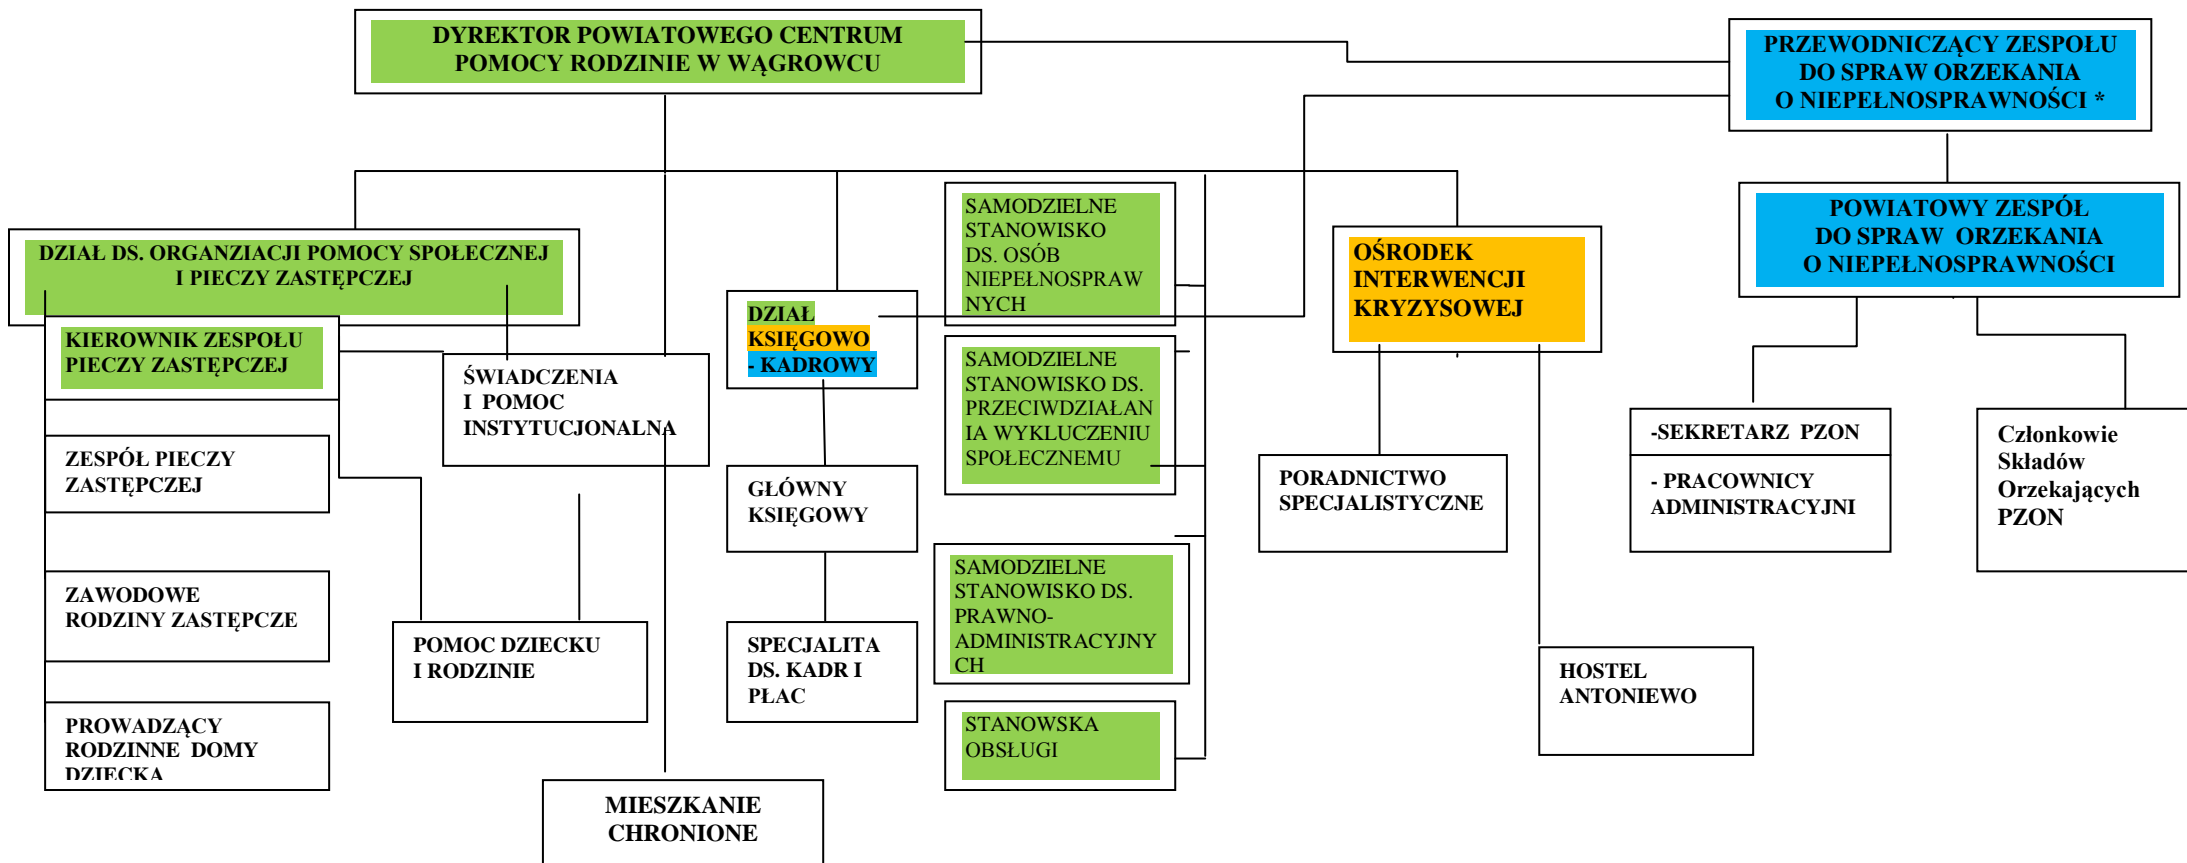 DYREKTOR POWIATOWEGO CENTRUM
POMOCY RODZINIE W WĄGROWCU
PRZEWODNICZĄCY ZESPOŁU
DO SPRAW ORZEKANIA
O NIEPEŁNOSPRAWNOŚCI *
DZIAŁ DS. ORGANZIACJI POMOCY SPOŁECZNEJ
I PIECZY ZASTĘPCZEJ
KIEROWNIK ZESPOŁU
PIECZY ZASTĘPCZEJ
ZESPÓŁ PIECZY
ZASTĘPCZEJ
ZAWODOWE
RODZINY ZASTĘPCZE
PROWADZĄCY
RODZINNE DOMY
DZIECKA
ŚWIADCZENIA
I POMOC
INSTYTUCJONALNA
POMOC DZIECKU
I RODZINIE
MIESZKANIE
CHRONIONE
DZIAŁ
KSIĘGOWO
- KADROWY
GŁÓWNY
KSIĘGOWY
SPECJALITA
DS. KADR I
PŁAC
SAMODZIELNE
STANOWISKO
DS. OSÓB
NIEPEŁNOSPRAW
NYCH
SAMODZIELNE
STANOWISKO DS.
PRZECIWDZIAŁAN
IA WYKLUCZENIU
SPOŁECZNEMU
SAMODZIELNE
STANOWISKO DS.
PRAWNO-
ADMINISTRACYJNY
CH
STANOWSKA
OBSŁUGI
OŚRODEK
INTERWENCJI
KRYZYSOWEJ
PORADNICTWO
SPECJALISTYCZNE
HOSTEL
ANTONIEWO
POWIATOWY ZESPÓŁ
DO SPRAW ORZEKANIA
O NIEPEŁNOSPRAWNOŚCI
-SEKRETARZ PZON
- PRACOWNICY
ADMINISTRACYJNI
Członkowie
Składów
Orzekających
PZON